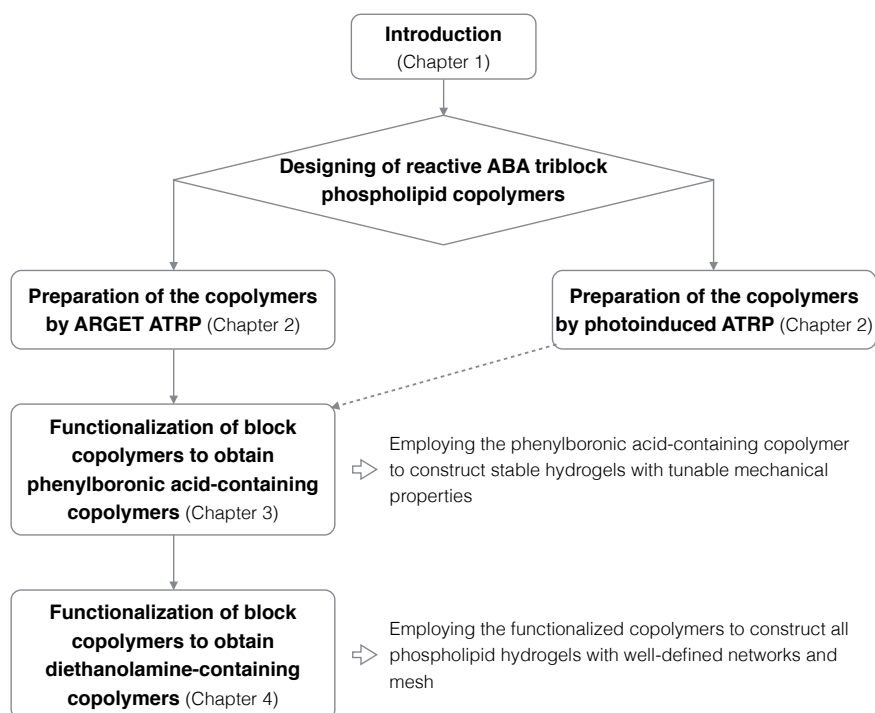 Introduction
(Chapter 1)
Designing of reactive ABA triblock
phospholipid copolymers
Preparation of the copolymers
by ARGET ATRP (Chapter 2)
Preparation of the copolymers
by photoinduced ATRP (Chapter 2)
Functionalization of block
copolymers to obtain
phenylboronic acid-containing
copolymers (Chapter 3)
Employing the phenylboronic acid-containing copolymer
to construct stable hydrogels with tunable mechanical
properties
Functionalization of block
copolymers to obtain
diethanolamine-containing
copolymers (Chapter 4)
Employing the functionalized copolymers to construct all
phospholipid hydrogels with well-defined networks and
mesh